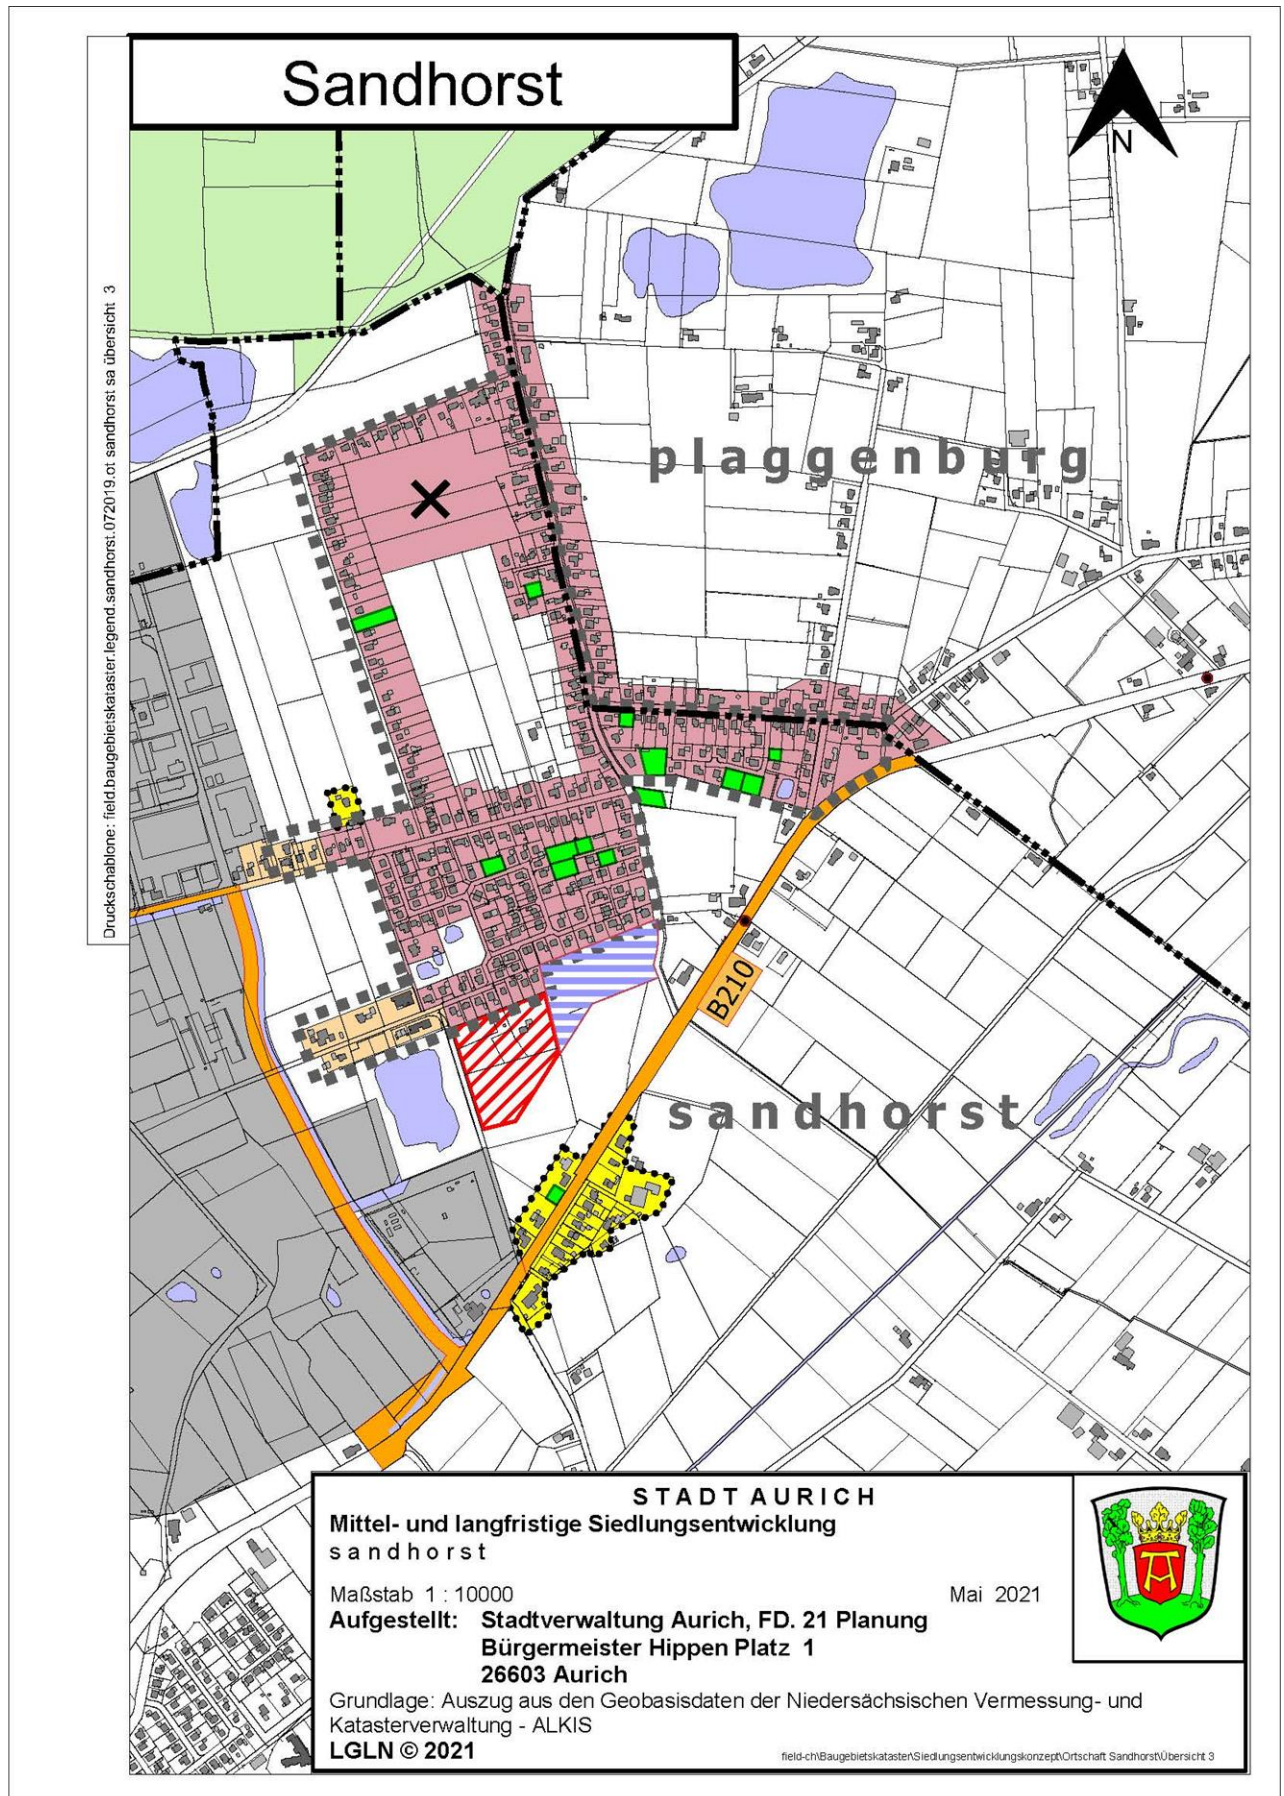 Sandhorst
N
Druckschablone: field.baugebietskataster.legend.sandhorst.072019.ot sandhorst sa übersicht 3
plaggenburg
B210
sandhorst
STADT AURICH
Mittel- und langfristige Siedlungsentwicklung
sandhorst
Maßstab 1 : 10000
Mai 2021
Aufgestellt: Stadtverwaltung Aurich, FD. 21 Planung
Bürgermeister Hippen Platz 1
26603 Aurich
Grundlage: Auszug aus den Geobasisdaten der Niedersächsischen Vermessung- und
Katasterverwaltung - ALKIS
LGLN © 2021
field-ch\Baugebietskataster\Siedlungsentwicklungskonzept\Ortschaft Sandhorst\Übersicht 3